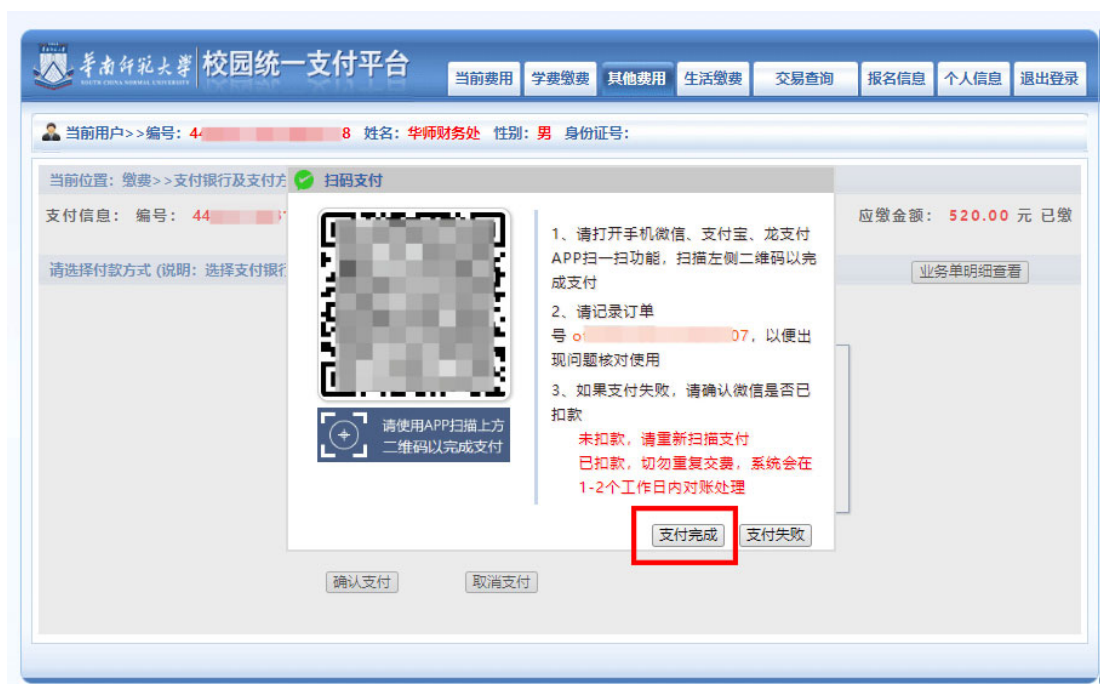 华南师范大学 校园统一支付平台
SOUTH CHINA NORMAL UNIVERSITY
当前费用 学费缴费 其他费用 生活缴费 交易查询 报名信息 个人信息 退出登录
当前用户>>编号：4 8 姓名：华师财务处 性别：男 身份证号：
当前位置：缴费>>支付银行及支付方
扫码支付
支付信息： 编号： 44
应缴金额： 520.00 元 已缴
请选择付款方式 (说明：选择支付银行
业务单明细查看
1、请打开手机微信、支付宝、龙支付
APP扫一扫功能，扫描左侧二维码以完
成支付
2、请记录订单
号 o 07，以便出
现问题核对使用
3、如果支付失败，请确认微信是否已
扣款
未扣款，请重新扫描支付
已扣款，切勿重复交费，系统会在
1-2个工作日内对账处理
请使用APP扫描上方
二维码以完成支付
支付完成 支付失败
确认支付 取消支付